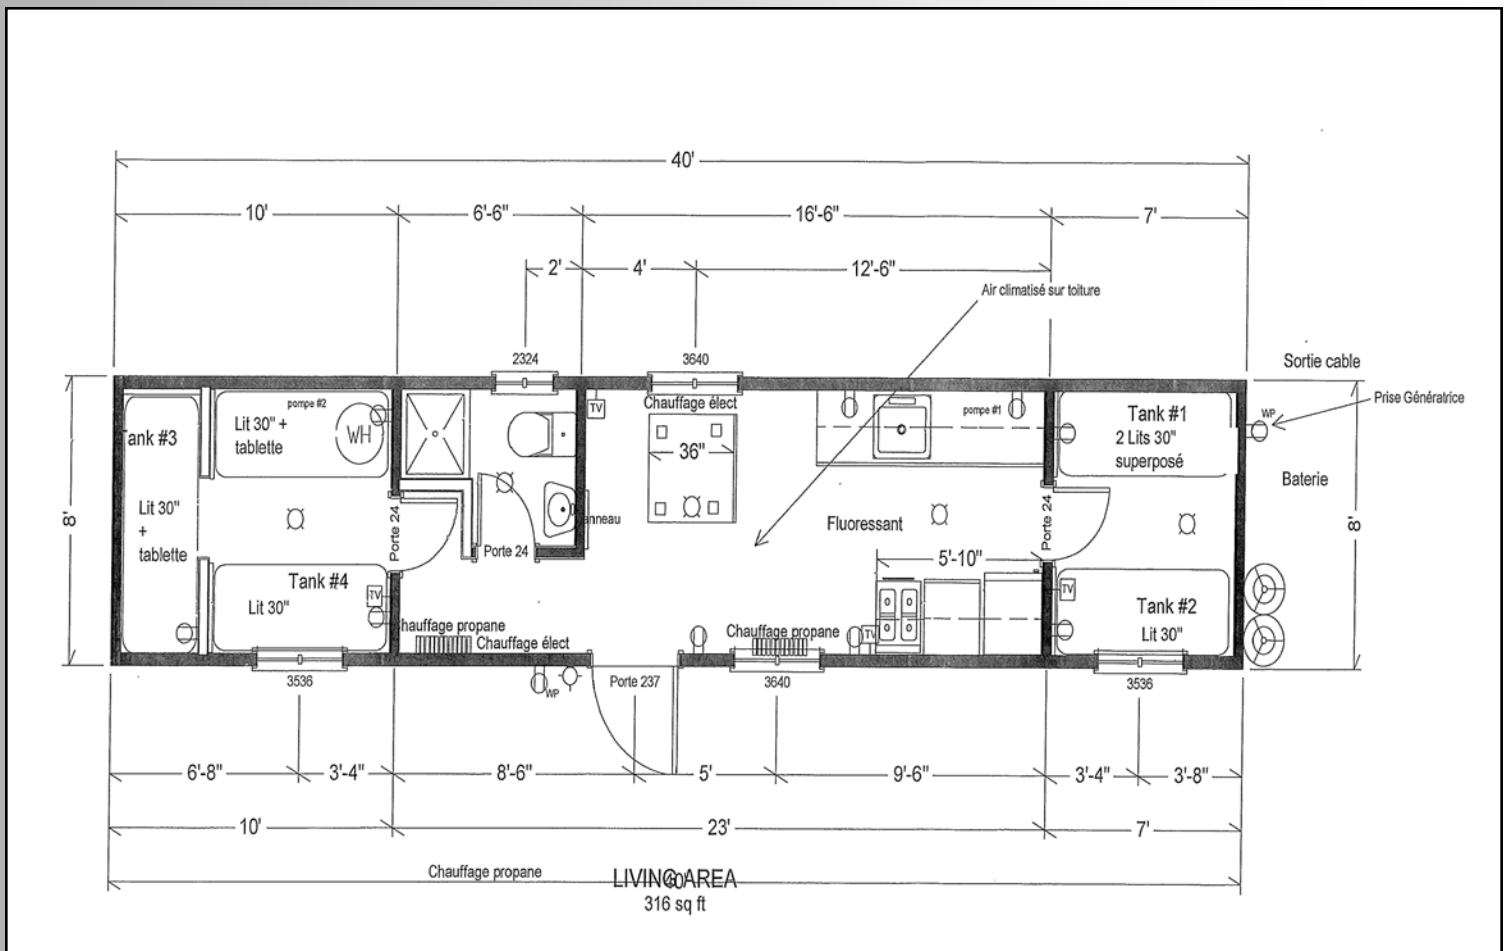 40'
10'
6'-6"
16'-6"
7'
2'
4'
12'-6"
Air climatisé sur toiture
2324
3640
Sortie cable
Prise Génératrice
WP
Baterie
8'
8'
Tank #3
Lit 30"
+
tablette
pompe #2
Lit 30" +
tablette
WH
Tank #4
Lit 30"
TV
Porte 24
Porte 24
TV
Chauffage élect
36"
pompe #1
Fluoressant
5'-10"
Porte 24
Tank #1
2 Lits 30"
superposé
Tank #2
Lit 30"
TV
TV
hauffage propane
Chauffage élect
Chauffage propane
anneau
3536
WP
Porte 237
3640
3536
6'-8"
3'-4"
8'-6"
5'
9'-6"
3'-4"
3'-8"
10'
23'
7'
Chauffage propane
40'
LIVING AREA
316 sq ft